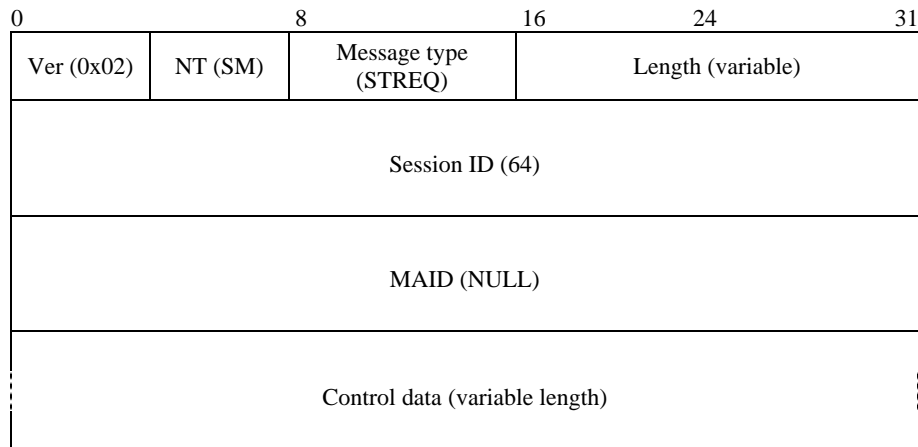 0 8 16 24 31
Ver (0x02) NT (SM) Message type (STREQ) Length (variable)
Session ID (64)
MAID (NULL)
Control data (variable length)